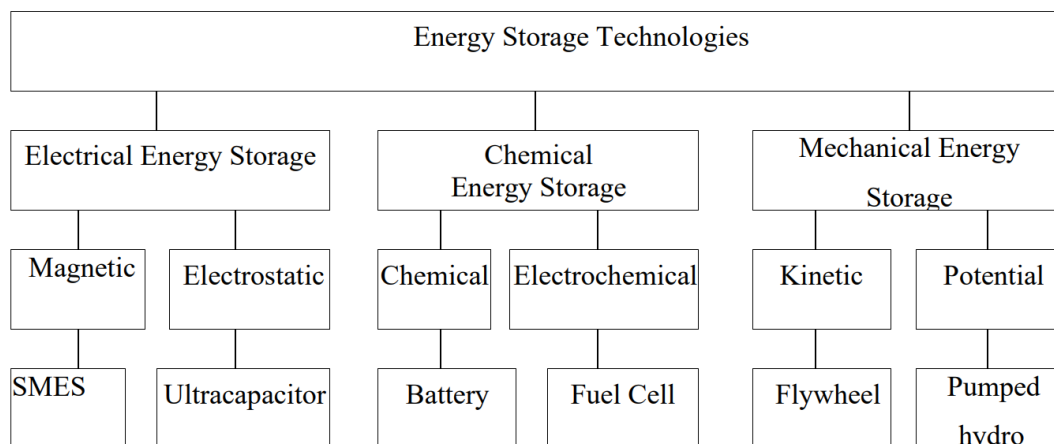 Energy Storage Technologies
Electrical Energy Storage
Chemical
Energy Storage
Mechanical Energy
Storage
Magnetic
Electrostatic
Chemical
Electrochemical
Kinetic
Potential
SMES
Ultracapacitor
Battery
Fuel Cell
Flywheel
Pumped
hydro